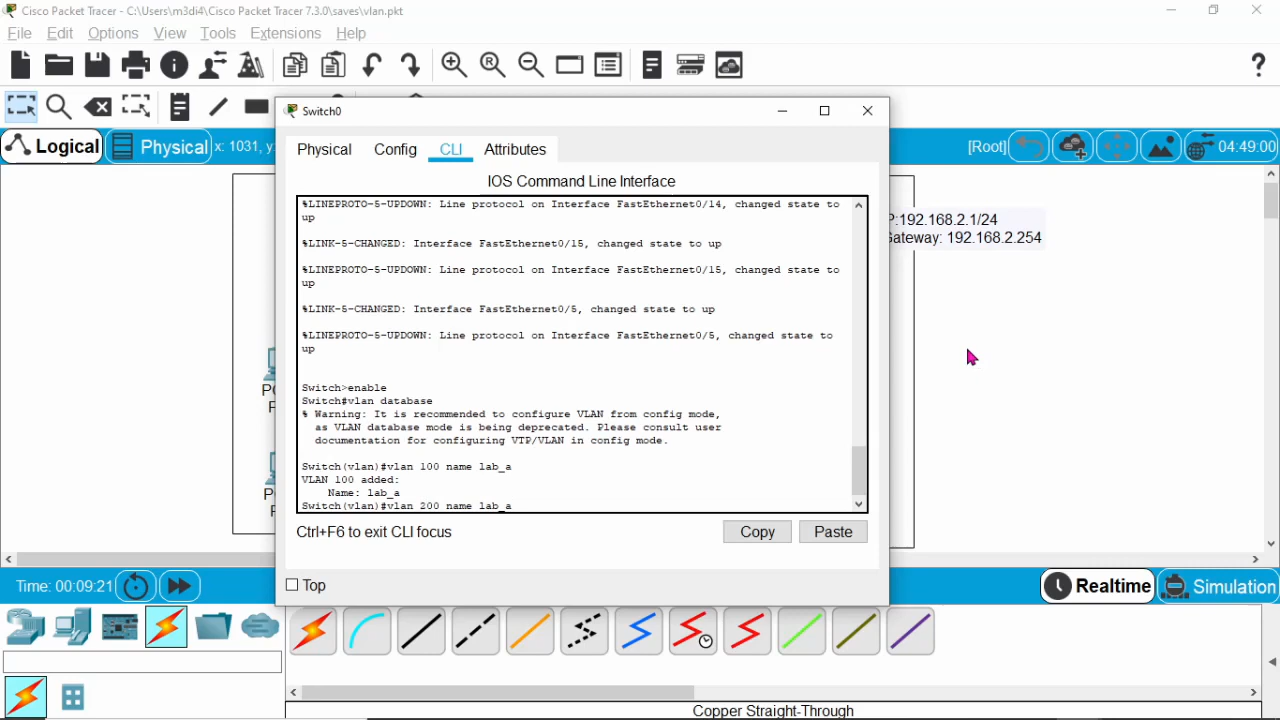 Cisco Packet Tracer - C:\Users\m3di4\Cisco Packet Tracer 7.3.0\saves\vlan.pkt
File Edit Options View Tools Extensions Help
R
?
Switch0
Logical Physical x: 1031, y: [Root] 04:49:00
Physical Config CLI Attributes
IOS Command Line Interface
%LINEPROTO-5-UPDOWN: Line protocol on Interface FastEthernet0/14, changed state to
up
%LINK-5-CHANGED: Interface FastEthernet0/15, changed state to up
%LINEPROTO-5-UPDOWN: Line protocol on Interface FastEthernet0/15, changed state to
up
%LINK-5-CHANGED: Interface FastEthernet0/5, changed state to up
%LINEPROTO-5-UPDOWN: Line protocol on Interface FastEthernet0/5, changed state to
up
Switch>enable
Switch#vlan database
% Warning: It is recommended to configure VLAN from config mode,
as VLAN database mode is being deprecated. Please consult user
documentation for configuring VTP/VLAN in config mode.
Switch(vlan)#vlan 100 name lab_a
VLAN 100 added:
Name: lab_a
Switch(vlan)#vlan 200 name lab_a
P:192.168.2.1/24
Gateway: 192.168.2.254
Ctrl+F6 to exit CLI focus
Copy Paste
Top
Time: 00:09:21
Realtime Simulation
Copper Straight-Through